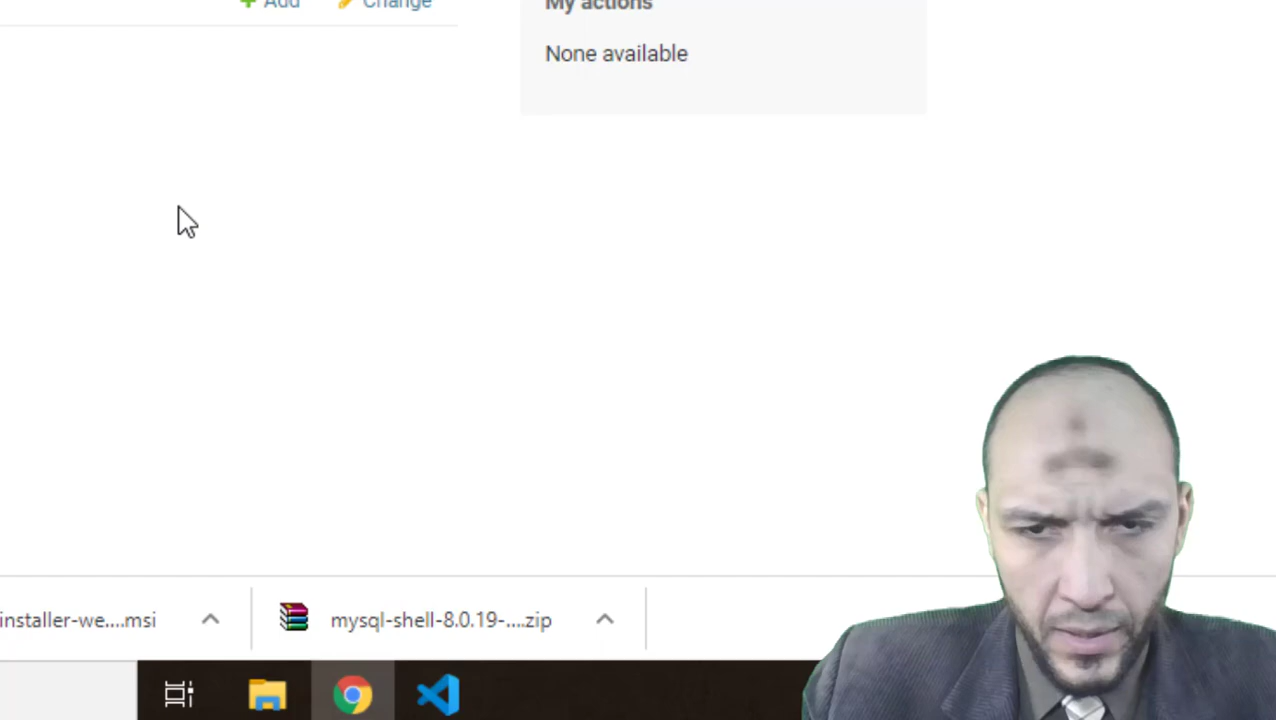 Add Change
My actions
None available
installer-we....msi
mysql-shell-8.0.19-....zip